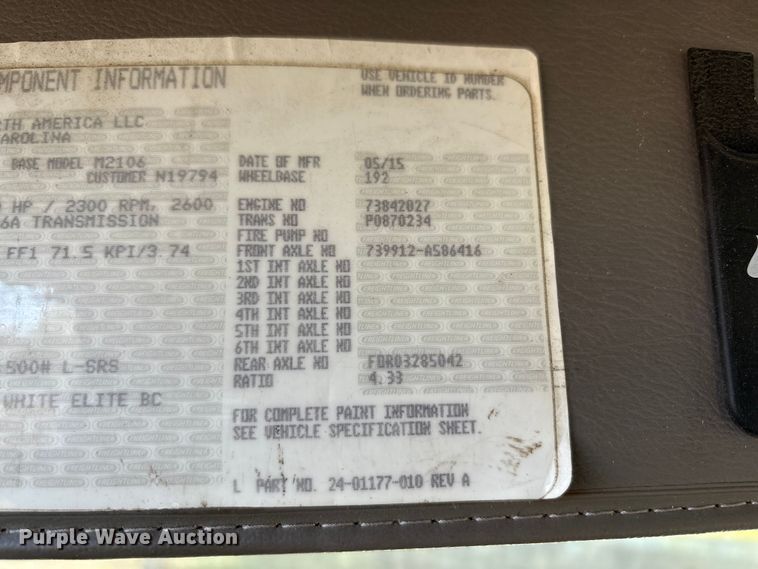 MPONENT INFORMATION
USE VEHICLE ID NUMBER
WHEN ORDERING PARTS.
RTH AMERICA LLC
CAROLINA
BASE MODEL M2106
CUSTOMER N19794
HP / 2300 RPM, 2600
6A TRANSMISSION
FF1 71.5 KPI/3.74
500# L-SRS
WHITE ELITE BC
DATE OF MFR 05/15
WHEELBASE 192
ENGINE NO 73842027
TRANS NO P0870234
FIRE PUMP NO
FRONT AXLE NO 739912-A586416
1ST INT AXLE NO
2ND INT AXLE NO
3RD INT AXLE NO
4TH INT AXLE NO
5TH INT AXLE NO
6TH INT AXLE NO
REAR AXLE NO FDR03285042
RATIO 4.33
FOR COMPLETE PAINT INFORMATION
SEE VEHICLE SPECIFICATION SHEET.
L PART NO. 24-01177-010 REV A
Purple Wave Auction